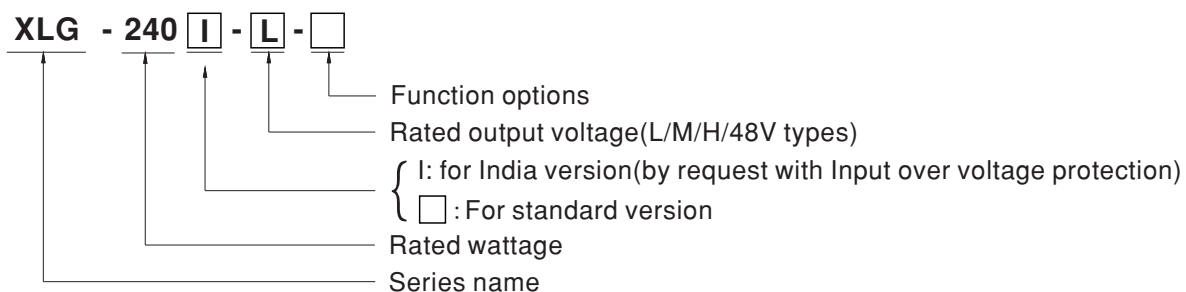 XLG - 240 I - L - □
Function options
Rated output voltage(L/M/H/48V types)
I: for India version(by request with Input over voltage protection)
□ : For standard version
Rated wattage
Series name